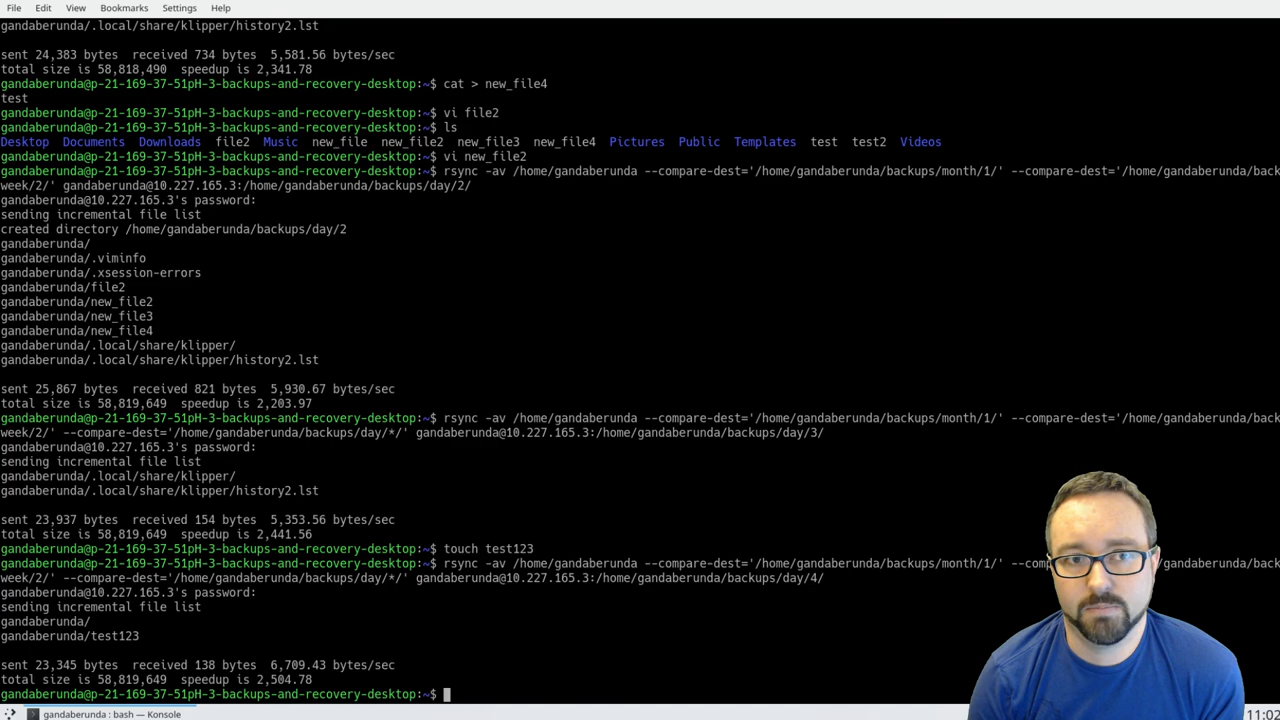 File Edit View Bookmarks Settings Help
gandaberunda/.local/share/klipper/history2.lst
sent 24,383 bytes  received 734 bytes  5,581.56 bytes/sec
total size is 58,818,490  speedup is 2,341.78
gandaberunda@p-21-169-37-51pH-3-backups-and-recovery-desktop:~$ cat > new_file4
test
gandaberunda@p-21-169-37-51pH-3-backups-and-recovery-desktop:~$ vi file2
gandaberunda@p-21-169-37-51pH-3-backups-and-recovery-desktop:~$ ls
Desktop  Documents  Downloads  file2  Music  new_file  new_file2  new_file3  new_file4  Pictures  Public  Templates  test  test2  Videos
gandaberunda@p-21-169-37-51pH-3-backups-and-recovery-desktop:~$ vi new_file2
gandaberunda@p-21-169-37-51pH-3-backups-and-recovery-desktop:~$ rsync -av /home/gandaberunda --compare-dest='/home/gandaberunda/backups/month/1/' --compare-dest='/home/gandaberunda/back
week/2/' gandaberunda@10.227.165.3:/home/gandaberunda/backups/day/2/
gandaberunda@10.227.165.3's password:
sending incremental file list
created directory /home/gandaberunda/backups/day/2
gandaberunda/
gandaberunda/.viminfo
gandaberunda/.xsession-errors
gandaberunda/file2
gandaberunda/new_file2
gandaberunda/new_file3
gandaberunda/new_file4
gandaberunda/.local/share/klipper/
gandaberunda/.local/share/klipper/history2.lst
sent 25,867 bytes  received 821 bytes  5,930.67 bytes/sec
total size is 58,819,649  speedup is 2,203.97
gandaberunda@p-21-169-37-51pH-3-backups-and-recovery-desktop:~$ rsync -av /home/gandaberunda --compare-dest='/home/gandaberunda/backups/month/1/' --compare-dest='/home/gandaberunda/back
week/2/' --compare-dest='/home/gandaberunda/backups/day/*/' gandaberunda@10.227.165.3:/home/gandaberunda/backups/day/3/
gandaberunda@10.227.165.3's password:
sending incremental file list
gandaberunda/.local/share/klipper/
gandaberunda/.local/share/klipper/history2.lst
sent 23,937 bytes  received 154 bytes  5,353.56 bytes/sec
total size is 58,819,649  speedup is 2,441.56
gandaberunda@p-21-169-37-51pH-3-backups-and-recovery-desktop:~$ touch test123
gandaberunda@p-21-169-37-51pH-3-backups-and-recovery-desktop:~$ rsync -av /home/gandaberunda --compare-dest='/home/gandaberunda/backups/month/1/' --com gandaberunda/back
week/2/' --compare-dest='/home/gandaberunda/backups/day/*/' gandaberunda@10.227.165.3:/home/gandaberunda/backups/day/4/
gandaberunda@10.227.165.3's password:
sending incremental file list
gandaberunda/
gandaberunda/test123
sent 23,345 bytes  received 138 bytes  6,709.43 bytes/sec
total size is 58,819,649  speedup is 2,504.78
gandaberunda@p-21-169-37-51pH-3-backups-and-recovery-desktop:~$
gandaberunda : bash — Konsole
11:02